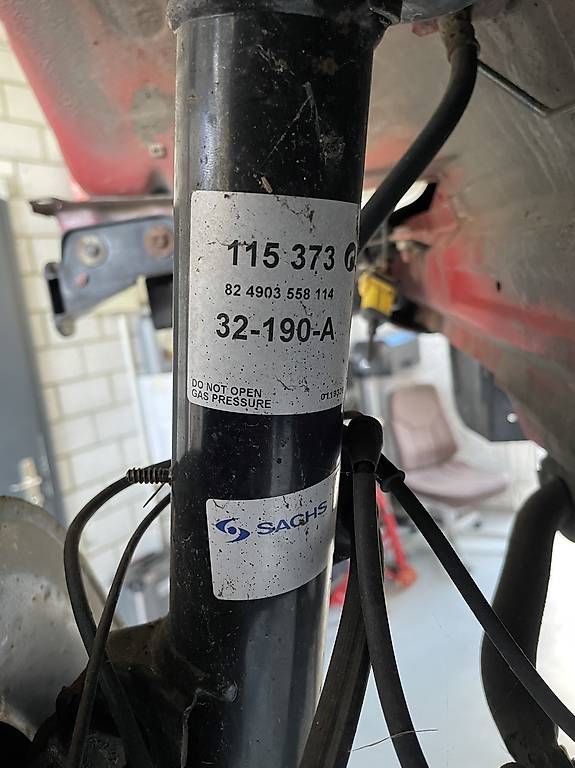 115 373
82 4903 558 114
32-190-A
DO NOT OPEN
GAS PRESSURE
SACHS